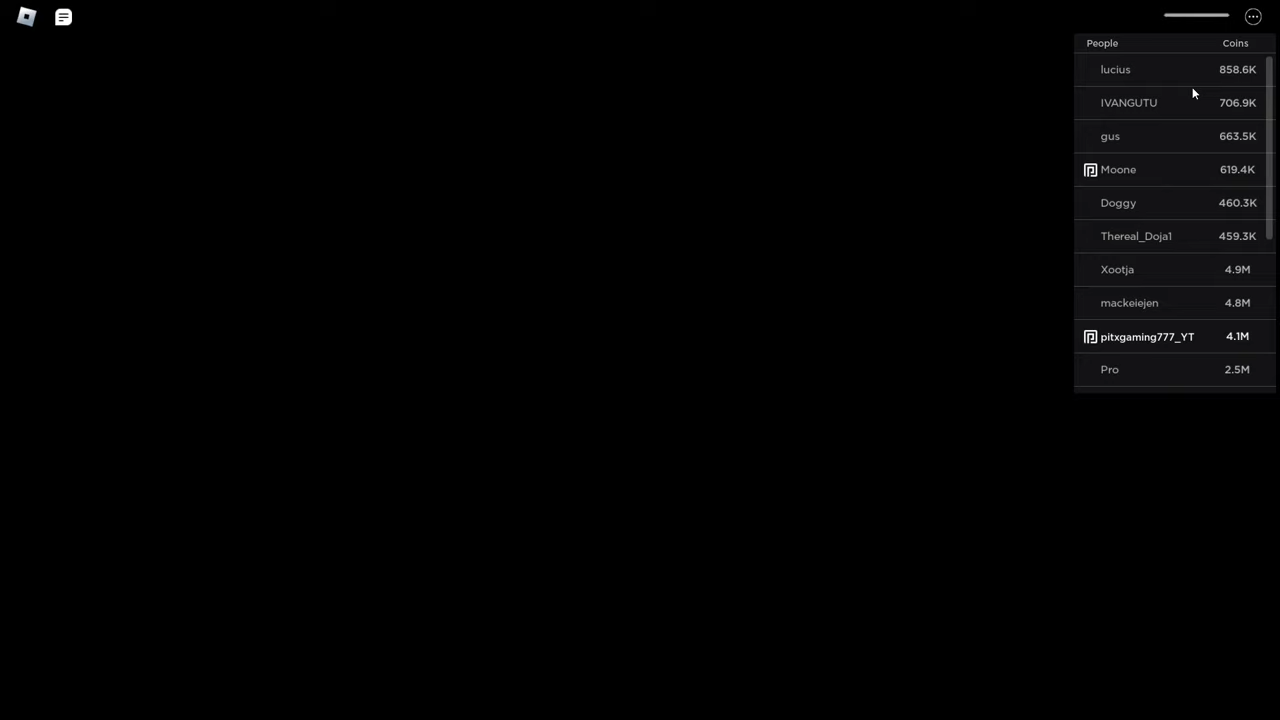 People Coins
lucius 858.6K
IVANGUTU 706.9K
gus 663.5K
Moone 619.4K
Doggy 460.3K
Thereal_Doja1 459.3K
Xootja 4.9M
mackeiejen 4.8M
pitxgaming777_YT 4.1M
Pro 2.5M